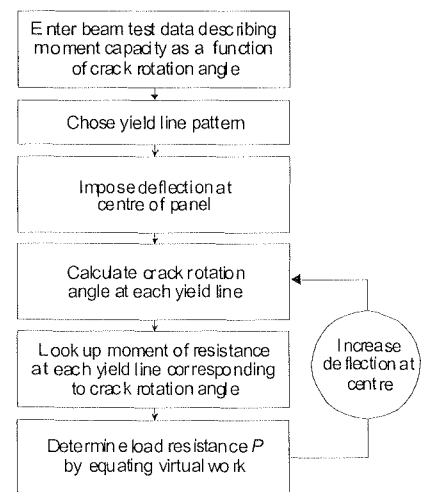 Enter beam test data describing
moment capacity as a function
of crack rotation angle
Chose yield line pattern
Impose deflection at
centre of panel
Calculate crack rotation
angle at each yield line
Look up moment of resistance
at each yield line corresponding
to crack rotation angle
Determine load resistance P
by equating virtual work
Increase
deflection at
centre